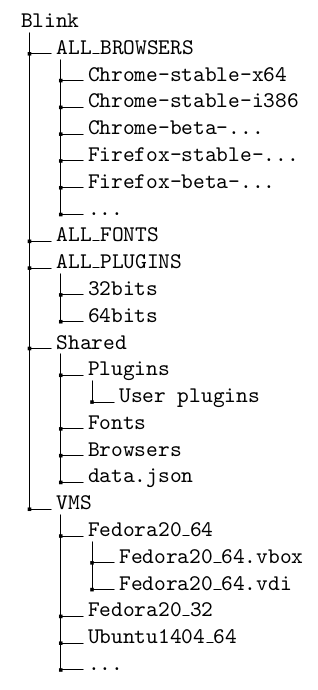 Blink
ALL_BROWSERS
Chrome-stable-x64
Chrome-stable-i386
Chrome-beta-...
Firefox-stable-...
Firefox-beta-...
...
ALL_FONTS
ALL_PLUGINS
32bits
64bits
Shared
Plugins
User plugins
Fonts
Browsers
data.json
VMS
Fedora20_64
Fedora20_64.vbox
Fedora20_64.vdi
Fedora20_32
Ubuntu1404_64
...